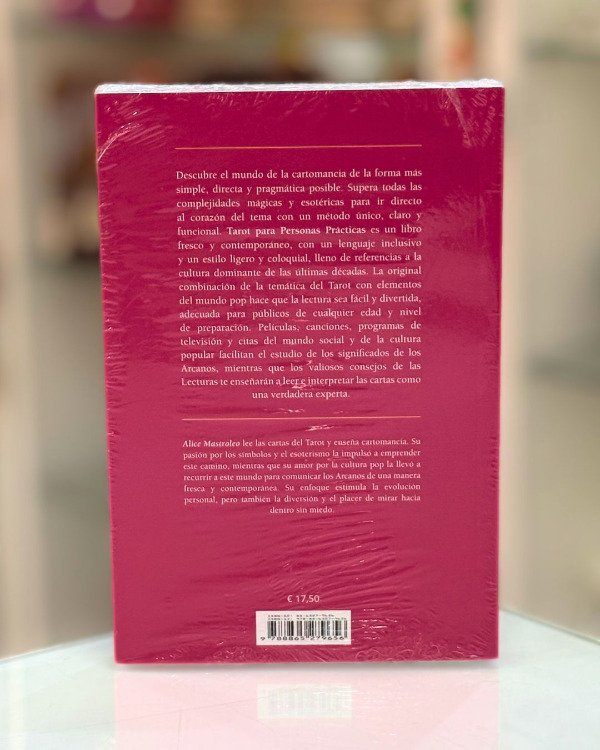 Descubre el mundo de la cartomancia de la forma más
simple, directa y pragmática posible. Supera todas las
complejidades mágicas y esotéricas para ir directo
al corazón del tema con un método único, claro y
funcional. Tarot para Personas Prácticas es un libro
fresco y contemporáneo, con un lenguaje inclusivo
y un estilo ligero y coloquial, lleno de referencias a la
cultura dominante de las últimas décadas. La original
combinación de la temática del Tarot con elementos
del mundo pop hace que la lectura sea fácil y divertida,
adecuada para públicos de cualquier edad y nivel
de preparación. Películas, canciones, programas de
televisión y citas del mundo social y de la cultura
popular facilitan el estudio de los significados de los
Arcanos, mientras que los valiosos consejos de las
Lecturas te enseñarán a leer e interpretar las cartas como
una verdadera experta.
Alice Mastroleo lee las cartas del Tarot y enseña cartomancia. Su
pasión por los símbolos y el esoterismo la impulsó a emprender
este camino, mientras que su amor por la cultura pop la llevó a
recurrir a este mundo para comunicar los Arcanos de una manera
fresca y contemporánea. Su enfoque estimula la evolución
personal, pero también la diversión y el placer de mirar hacia
dentro sin miedo.
€ 17,50
9 788865 279656